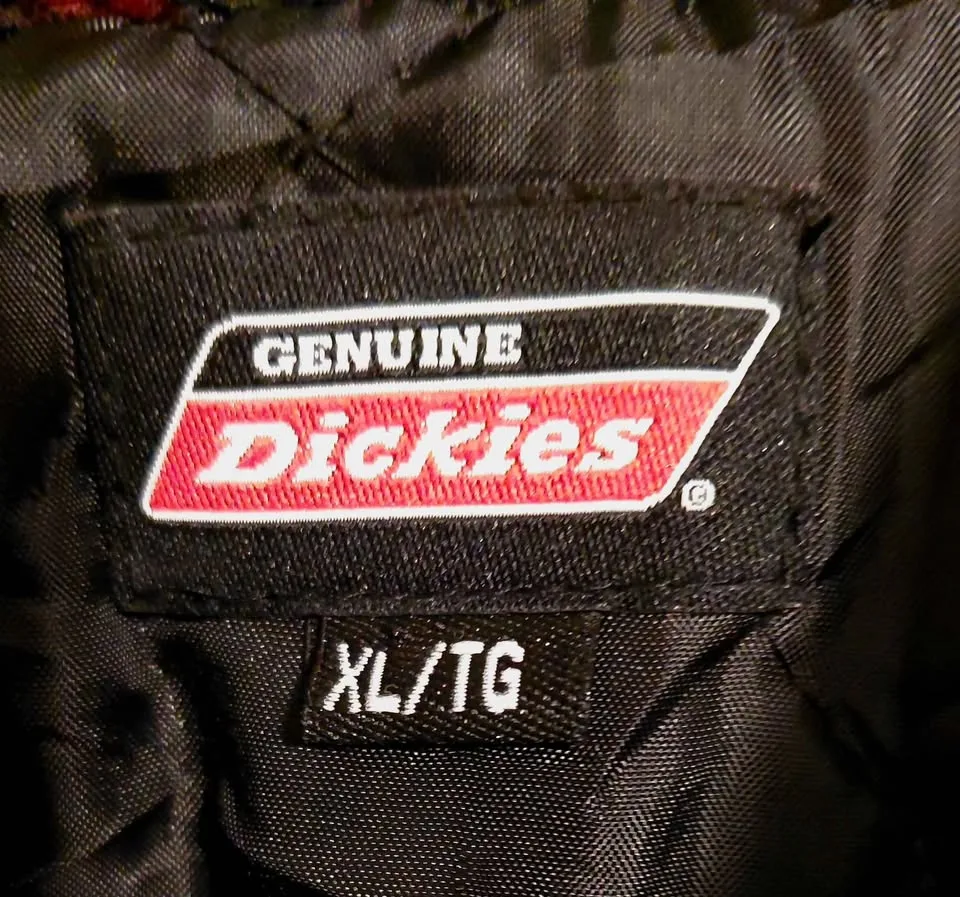 GENUINE
Dickies
©
XL/TG